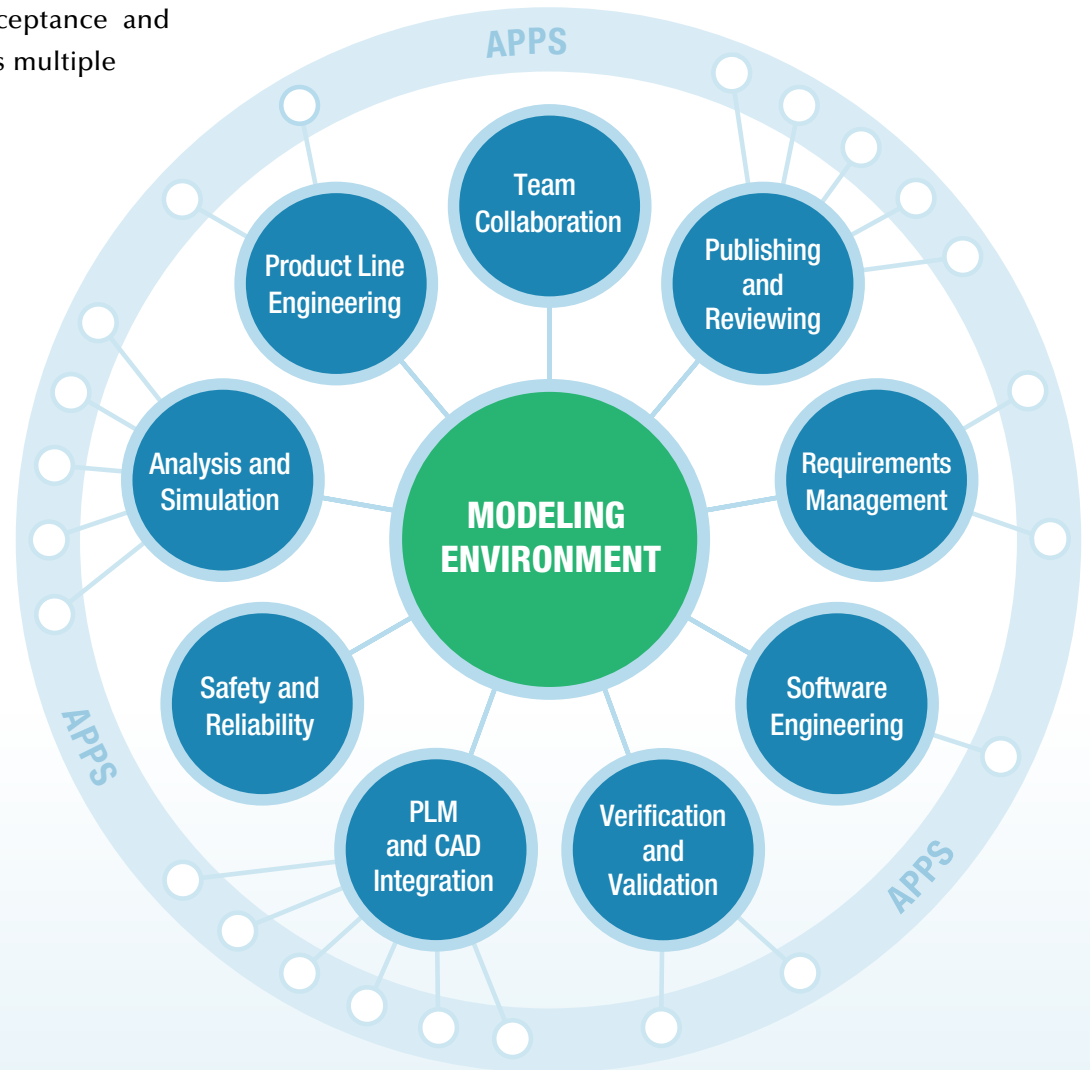 and
multiple
APPS
Team
Collaboration
Publishing
and
Reviewing
Product Line
Engineering
Requirements
Management
Analysis and
Simulation
MODELING
ENVIRONMENT
Software
Engineering
Safety and
Reliability
APPS
PLM
and CAD
Integration
Verification
and
Validation
APPS